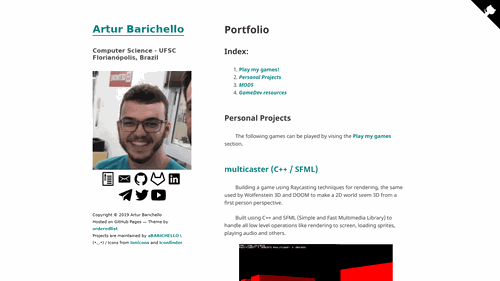 Artur Barichello
Computer Science - UFSC
Florianópolis, Brazil
Copyright © 2019 Artur Barichello
Hosted on GitHub Pages — Theme by
orderedlist
Projects are maintained by aBARICHELLO \
(•◡•) / Icons from Ionicons and Iconfinder
Portfolio
Index:
1. Play my games!
2. Personal Projects
3. MODS
4. GameDev resources
Personal Projects
The following games can be played by vising the Play my games
section.
multicaster (C++ / SFML)
Building a game using Raycasting techniques for rendering, the same
used by Wolfenstein 3D and DOOM to make a 2D world seem 3D from a
first person perspective.
Built using C++ and SFML (Simple and Fast Multimedia Library) to
handle all low level operations like rendering to screen, loading sprites,
playing audio and others.